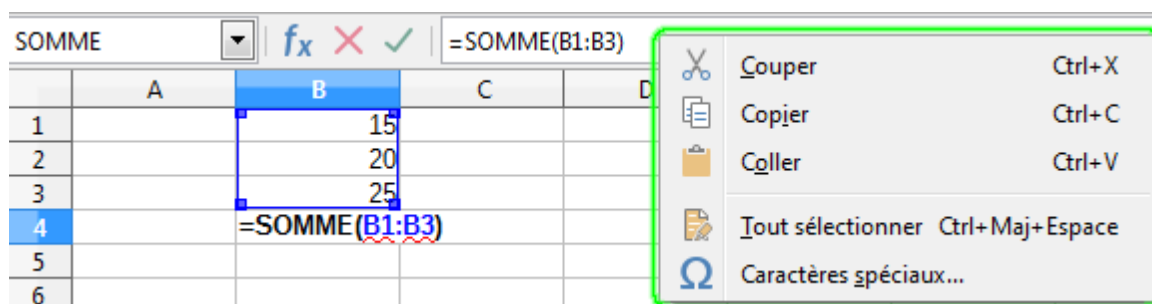 SOMME =SOMME(B1:B3)
A B C D
1 15
2 20
3 25
4 =SOMME(B1:B3)
5
6
Couper Ctrl+X
Copier Ctrl+C
Coller Ctrl+V
Tout sélectionner Ctrl+Maj+Espace
Caractères spéciaux...